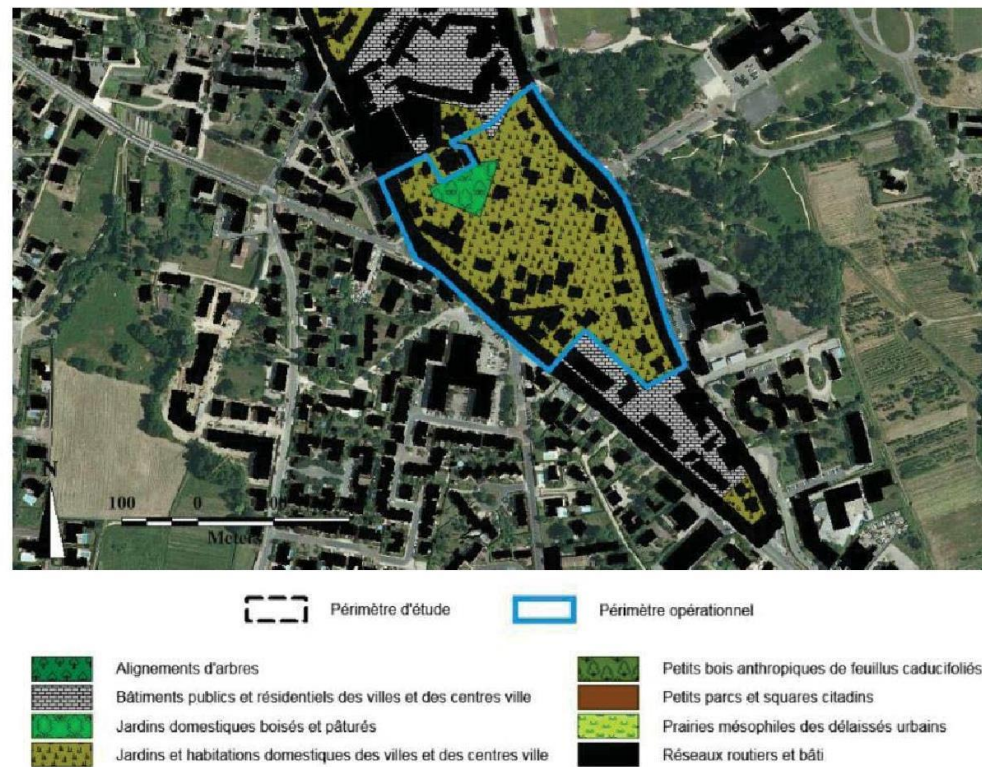 N
100 0
Meters
Périmètre d'étude
Périmètre opérationnel
Alignements d'arbres
Bâtiments publics et résidentiels des villes et des centres ville
Jardins domestiques boisés et pâturés
Jardins et habitations domestiques des villes et des centres ville
Petits bois anthropiques de feuillus caducifoliés
Petits parcs et squares citadins
Prairies mésophiles des délaissés urbains
Réseaux routiers et bâti